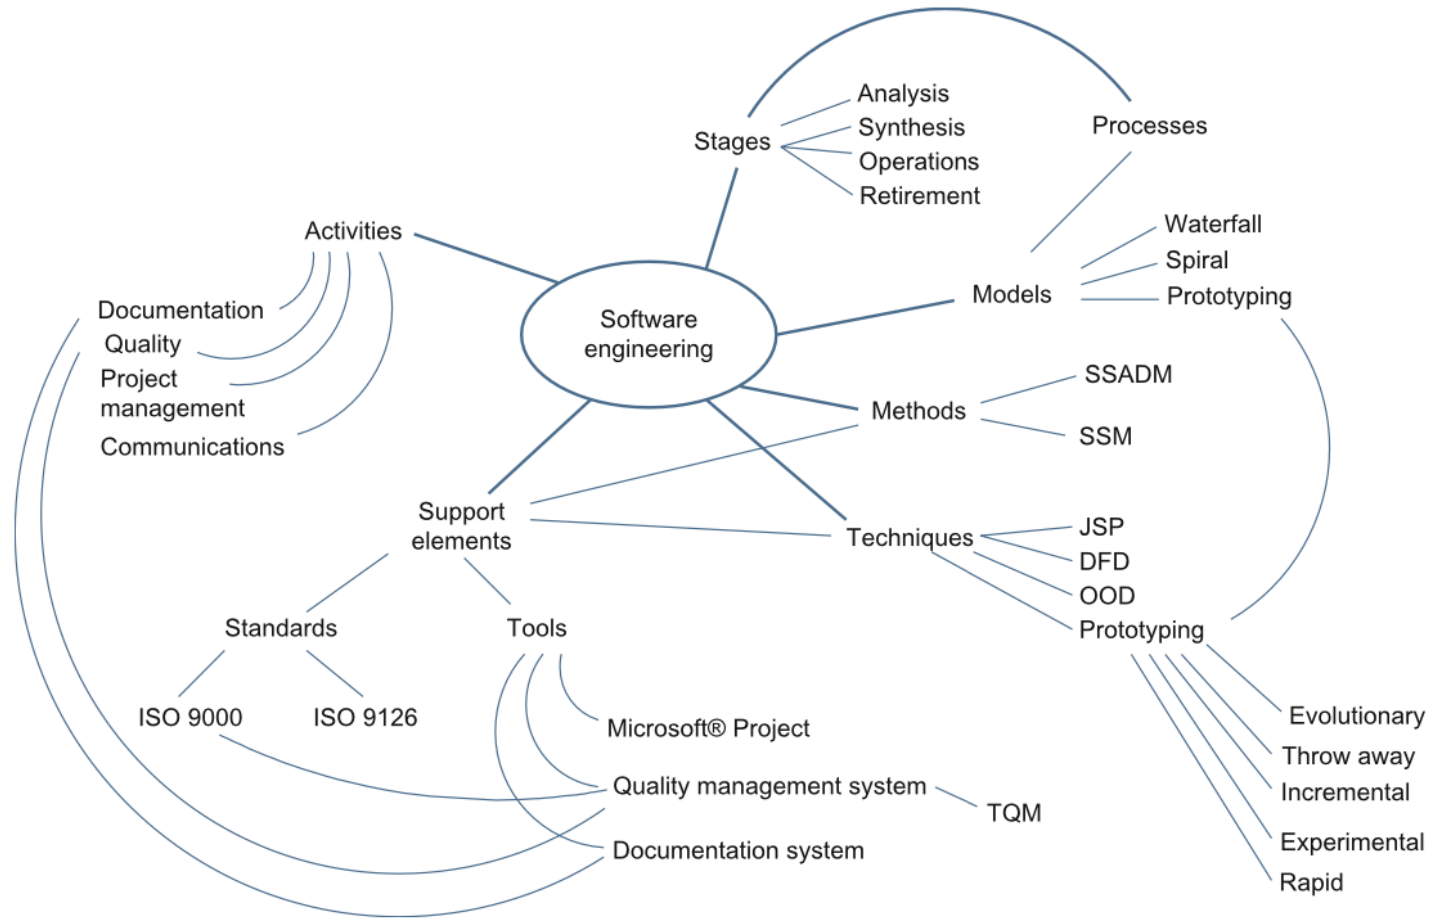 Analysis
Stages
Synthesis
Operations
Retirement
Processes
Activities
Waterfall
Spiral
Models
Prototyping
Software
engineering
Documentation
Quality
Project
management
Communications
Methods
SSADM
SSM
Support
elements
Techniques
JSP
DFD
OOD
Prototyping
Standards
Tools
ISO 9000
ISO 9126
Microsoft® Project
Quality management system
TQM
Documentation system
Evolutionary
Throw away
Incremental
Experimental
Rapid